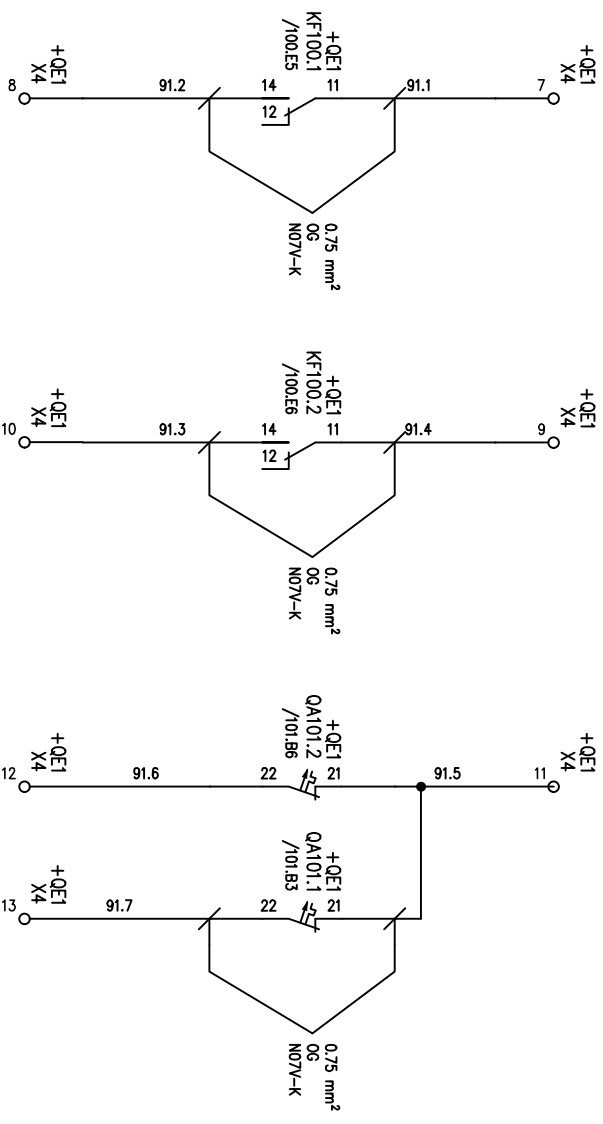 +QE1
KF100.1
/100.E5
+QE1
X4
8
91.2
14
12
11
91.1
7
+QE1
X4
0.75 mm²
OG
N07V-K
+QE1
KF100.2
/100.E6
+QE1
X4
10
91.3
14
12
11
91.4
9
+QE1
X4
0.75 mm²
OG
N07V-K
+QE1
QA101.2
/101.B6
+QE1
X4
12
91.6
22
21
91.5
11
+QE1
X4
+QE1
QA101.1
/101.B3
+QE1
X4
13
91.7
22
21
0.75 mm²
OG
N07V-K